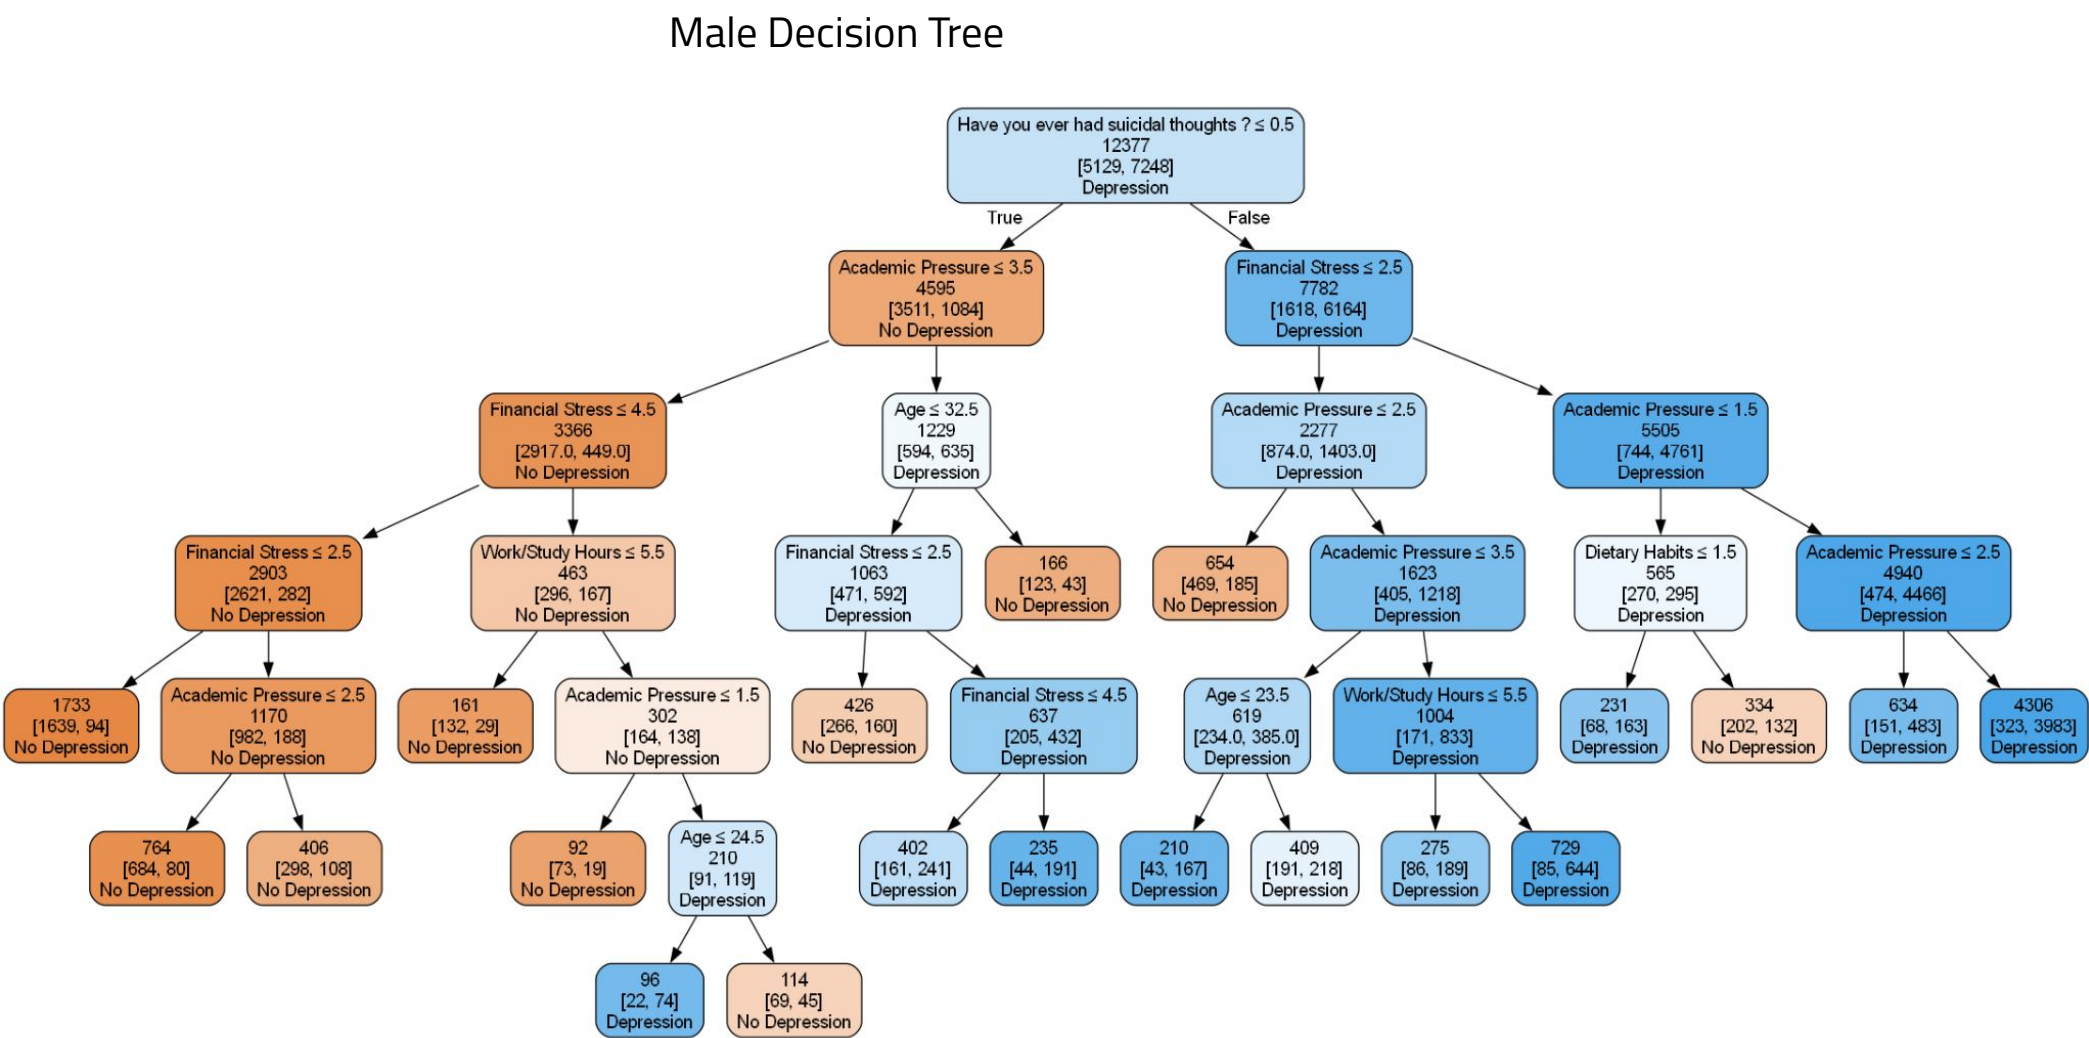 Male Decision Tree
Have you ever had suicidal thoughts ? ≤ 0.5
12377
[5129, 7248]
Depression
True
False
Academic Pressure ≤ 3.5
4595
[3511, 1084]
No Depression
Financial Stress ≤ 2.5
7782
[1618, 6164]
Depression
Financial Stress ≤ 4.5
3366
[2917.0, 449.0]
No Depression
Age ≤ 32.5
1229
[594, 635]
Depression
Academic Pressure ≤ 2.5
2277
[874.0, 1403.0]
Depression
Academic Pressure ≤ 1.5
5505
[744, 4761]
Depression
Financial Stress ≤ 2.5
2903
[2621, 282]
No Depression
Work/Study Hours ≤ 5.5
463
[296, 167]
No Depression
Financial Stress ≤ 2.5
1063
[471, 592]
Depression
166
[123, 43]
No Depression
654
[469, 185]
No Depression
Academic Pressure ≤ 3.5
1623
[405, 1218]
Depression
Dietary Habits ≤ 1.5
565
[270, 295]
Depression
Academic Pressure ≤ 2.5
4940
[474, 4466]
Depression
1733
[1639, 94]
No Depression
Academic Pressure ≤ 2.5
1170
[982, 188]
No Depression
161
[132, 29]
No Depression
Academic Pressure ≤ 1.5
302
[164, 138]
No Depression
426
[266, 160]
No Depression
Financial Stress ≤ 4.5
637
[205, 432]
Depression
Age ≤ 23.5
619
[234.0, 385.0]
Depression
Work/Study Hours ≤ 5.5
1004
[171, 833]
Depression
231
[68, 163]
Depression
334
[202, 132]
No Depression
634
[151, 483]
Depression
4306
[323, 3983]
Depression
764
[684, 80]
No Depression
406
[298, 108]
No Depression
92
[73, 19]
No Depression
Age ≤ 24.5
210
[91, 119]
Depression
402
[161, 241]
Depression
235
[44, 191]
Depression
210
[43, 167]
Depression
409
[191, 218]
Depression
275
[86, 189]
Depression
729
[85, 644]
Depression
96
[22, 74]
Depression
114
[69, 45]
No Depression